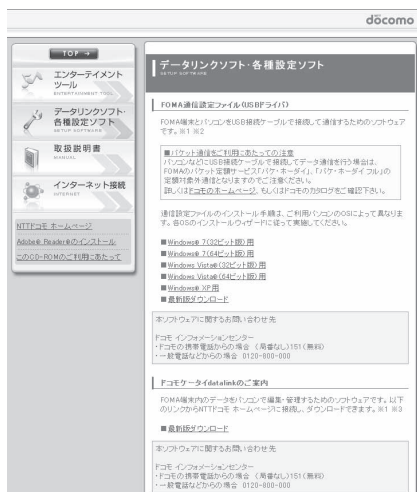 döcomo
TOP →
エンターテイメント
ツール
ENTERTAINMENT TOOL
データリンクソフト・
各種設定ソフト
SETUP SOFTWARE
取扱説明書
MANUAL
インターネット接続
INTERNET
NTTドコモ ホームページ
Adobe® Reader®のインストール
このCD-ROMのご利用にあたって
データリンクソフト・各種設定ソフト
SETUP SOFTWARE
FOMA通信設定ファイル(USBドライバ)
FOMA端末とパソコンをUSB接続ケーブルで接続して通信するためのソフトウェア
です。※1 ※2
■パケット通信をご利用にあたっての注意
パソコンなどにUSB接続ケーブルで接続してデータ通信を行う場合は、
FOMAのパケット定額サービス「パケ・ホーダイ」、「パケ・ホーダイフル」の
定額対象外通信となりますのでご注意ください。
詳しくはドコモのホームページ、もしくはドコモのカタログをご確認下さい。
通信設定ファイルのインストール手順は、ご利用パソコンのOSによって異なりま
す。各OSのインストールウィザードに従って実施してください。
■Windows® 7(32ビット版)用
■Windows® 7(64ビット版)用
■Windows Vista®(32ビット版)用
■Windows Vista®(64ビット版)用
■Windows® XP用
■最新版ダウンロード
本ソフトウェアに関するお問い合わせ先
ドコモ インフォメーションセンター
・ドコモの携帯電話からの場合 (局番なし)151(無料)
・一般電話などからの場合 0120-800-000
ドコモケータイdatalinkのご案内
FOMA端末内のデータをパソコンで編集・管理するためのソフトウェアです。以下
のリンクからNTTドコモ ホームページに接続し、ダウンロードできます。※1 ※3
■最新版ダウンロード
本ソフトウェアに関するお問い合わせ先
ドコモ インフォメーションセンター
・ドコモの携帯電話からの場合 (局番なし)151(無料)
・一般電話などからの場合 0120-800-000